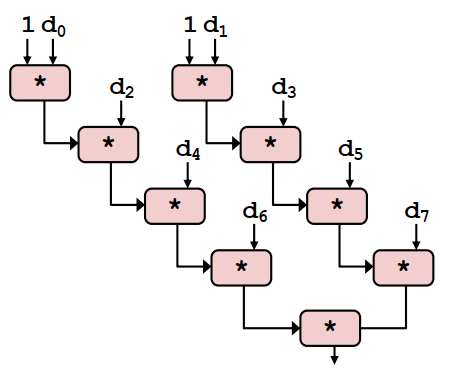 1 d₀ 1 d₁
* *
d₂ d₃
* *
d₄ d₅
* *
d₆ d₇
* *
*